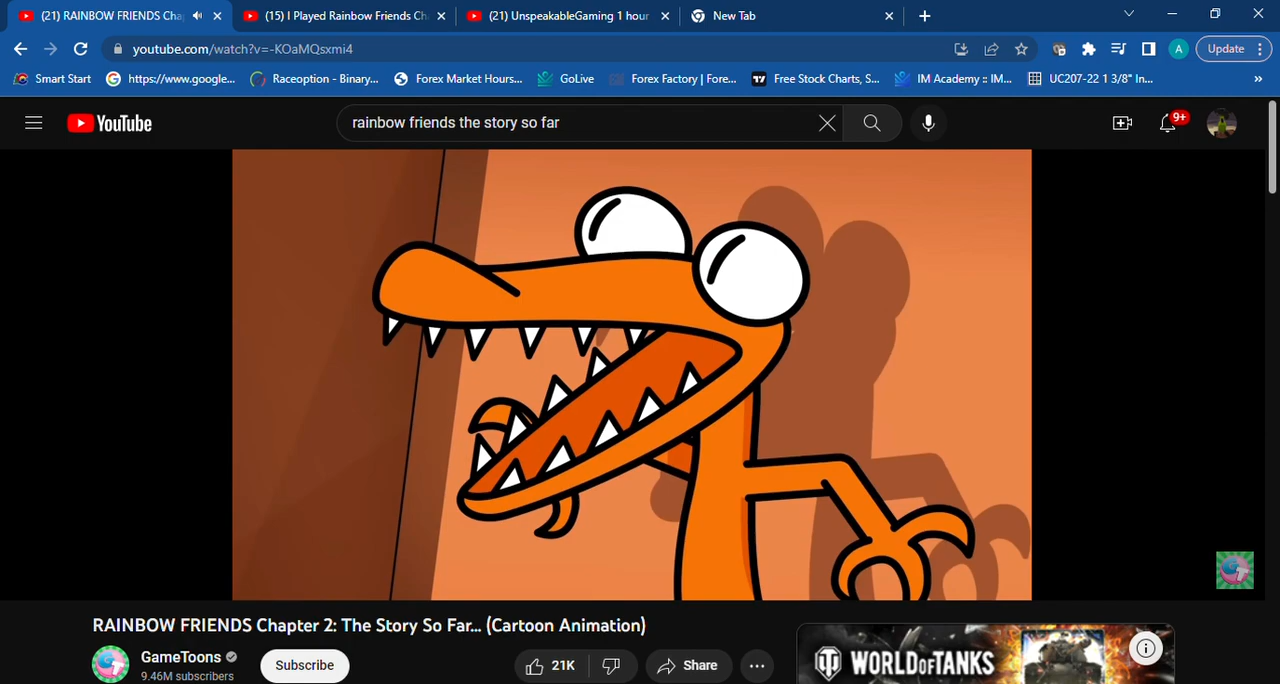 (21) RAINBOW FRIENDS Cha
(15) I Played Rainbow Friends Ch
(21) UnspeakableGaming 1 hour
New Tab
youtube.com/watch?v=-KOaMQsxmi4
A
Update
Smart Start
https://www.google...
Raceoption - Binary...
Forex Market Hours...
GoLive
Forex Factory | Fore...
Free Stock Charts, S...
IM Academy :: IM...
UC207-22 1 3/8" In...
»
YouTube
rainbow friends the story so far
9+
RAINBOW FRIENDS Chapter 2: The Story So Far... (Cartoon Animation)
GameToons
9.46M subscribers
Subscribe
21K
Share
WORLD OF TANKS